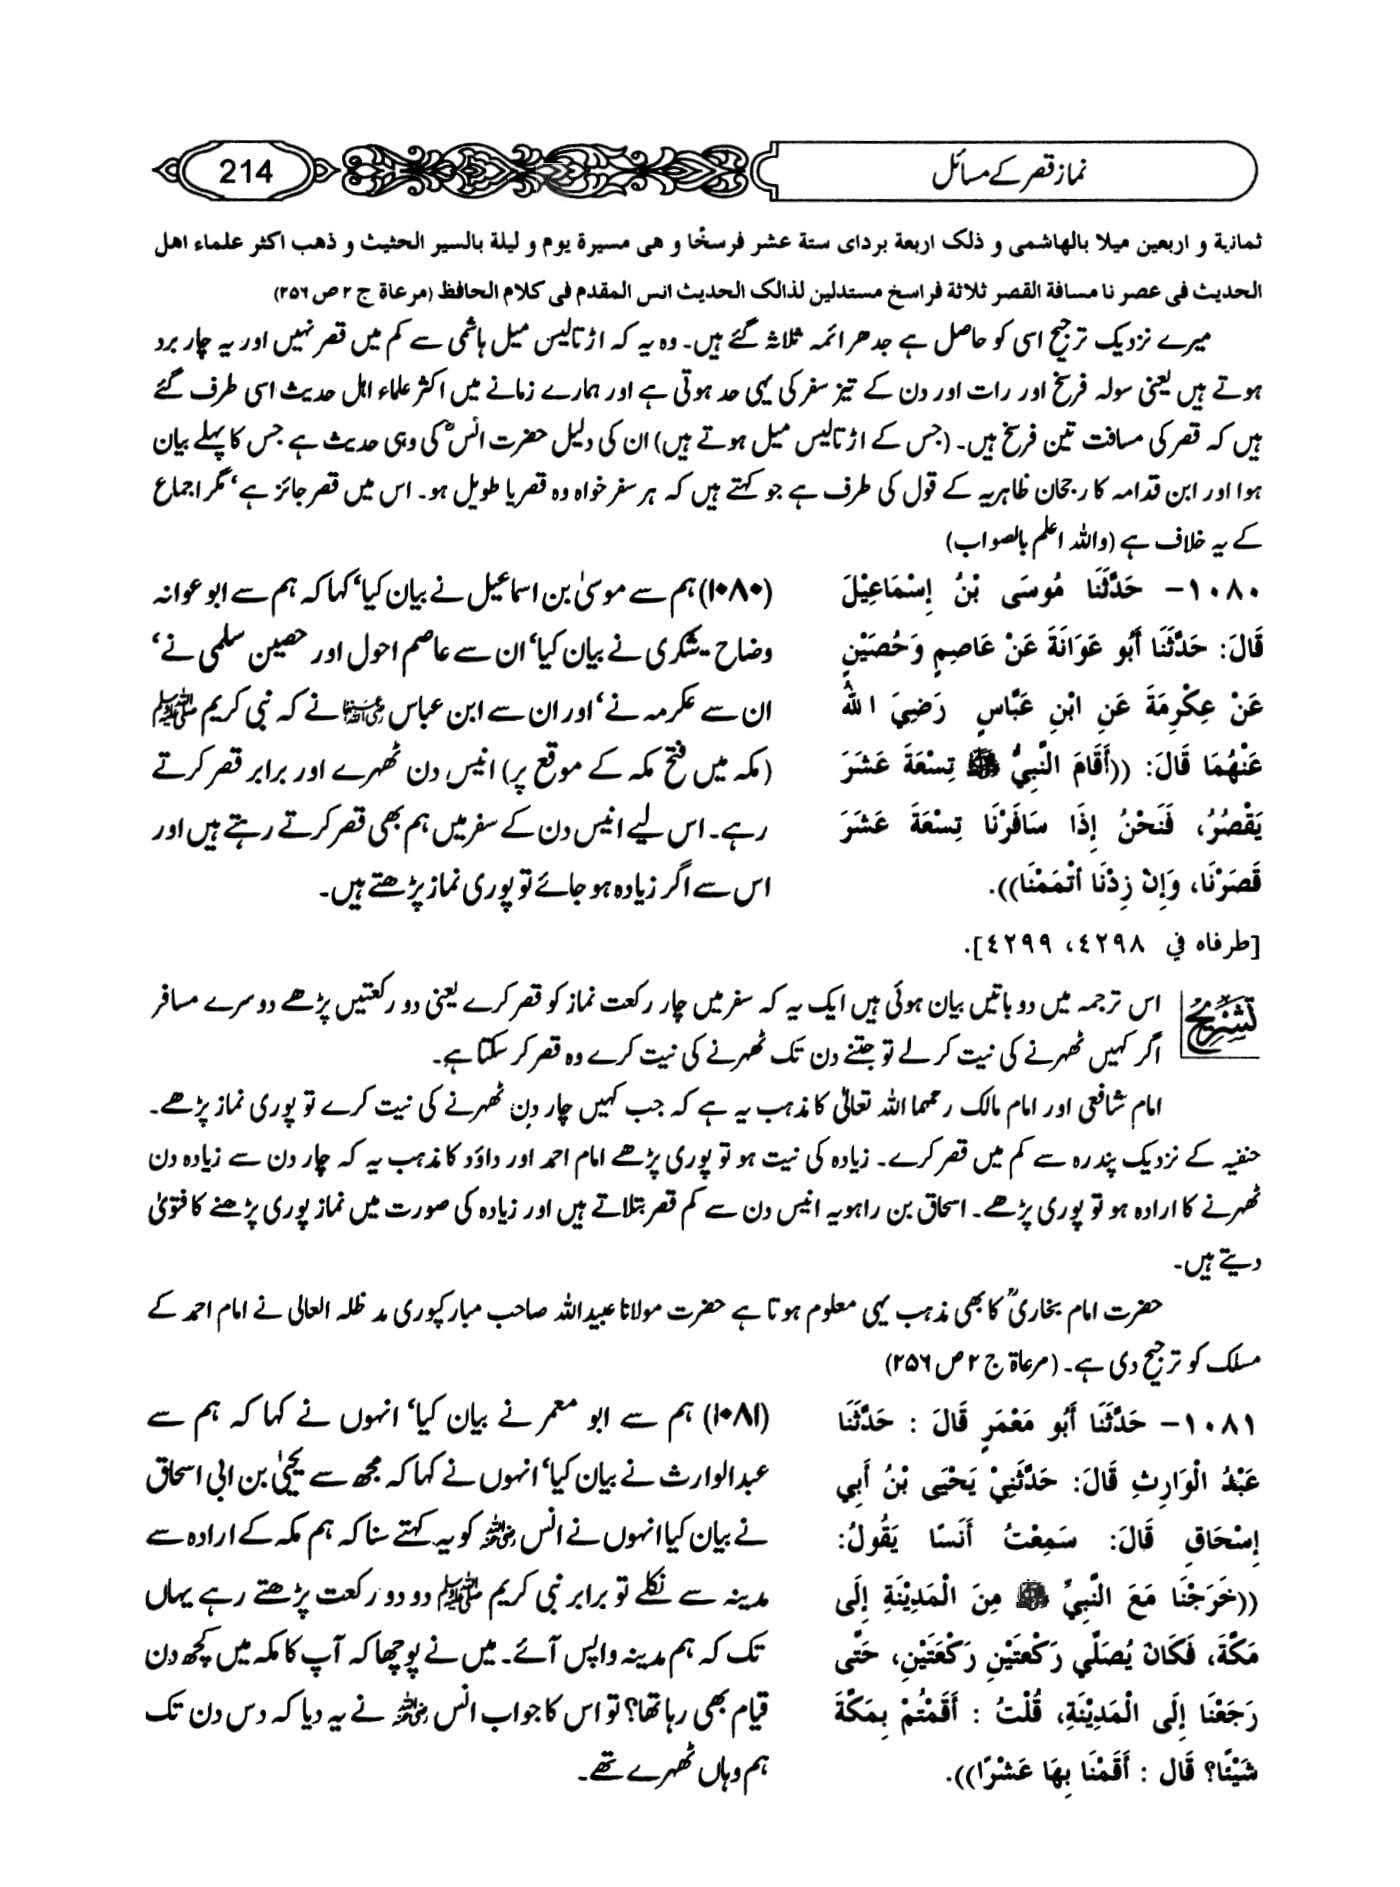 نماز قصر کے مسائل
214
ثمانية و اربعين ميلا بالهاشمى و ذلك اربعة برداى ستة عشر فرسخا و هى مسيرة يوم و ليلة بالسير الحثيث و ذهب اكثر علماء اهل
الحديث فى عصر نا مسافة القصر ثلاثة فراسخ مستدلين لذالك الحديث انس المقدم فى كلام الحافظ (مرعاة ج ۲ ص ۲۵۶)
میرے نزدیک ترجیح اسی کو حاصل ہے جدھر ائمہ ثلاثہ گئے ہیں۔ وہ یہ کہ اڑتالیس میل ہاشمی سے کم میں قصر نہیں اور یہ چار برد
ہوتے ہیں یعنی سولہ فرسخ اور رات اور دن کے تیز سفر کی یہی حد ہوتی ہے اور ہمارے زمانے میں اکثر علماء اہل حدیث اسی طرف گئے
ہیں کہ قصر کی مسافت تین فرسخ ہیں۔ (جس کے اڑتالیس میل ہوتے ہیں) ان کی دلیل حضرت انسؓ کی وہی حدیث ہے جس کا پہلے بیان
ہوا اور ابن قدامہ کا رجحان ظاہریہ کے قول کی طرف ہے جو کہتے ہیں کہ ہر سفر خواہ وہ قصر یا طویل ہو۔ اس میں قصر جائز ہے‘ مگر اجماع
کے یہ خلاف ہے (واللہ اعلم بالصواب)
١٠٨٠- حَدَّثَنَا مُوسَى بْنُ إِسْمَاعِيْلَ
قَالَ: حَدَّثَنَا أَبُو عَوَانَةَ عَنْ عَاصِمٍ وَحُصَيْنٍ
عَنْ عِكْرِمَةَ عَنِ ابْنِ عَبَّاسٍ رَضِيَ اللهُ
عَنْهُمَا قَالَ: ((أَقَامَ النَّبِيُّ ﷺ تِسْعَةَ عَشَرَ
يَقْصُرُ، فَنَحْنُ إِذَا سَافَرْنَا تِسْعَةَ عَشَرَ
قَصَرْنَا، وَإِنْ زِدْنَا أَتْمَمْنَا)).
[طرفاه في ٤٢٩٨، ٤٢٩٩].
(۱۰۸۰) ہم سے موسیٰ بن اسماعیل نے بیان کیا‘ کہا کہ ہم سے ابو عوانہ
وضاح یشکری نے بیان کیا‘ ان سے عاصم احول اور حصین سلمی نے‘
ان سے عکرمہ نے‘ اور ان سے ابن عباس رضی اللہ عنہما نے کہ نبی کریم ﷺ
(مکہ میں فتح مکہ کے موقع پر) انیس دن ٹھہرے اور برابر قصر کرتے
رہے۔ اس لیے انیس دن کے سفر میں ہم بھی قصر کرتے رہتے ہیں اور
اس سے اگر زیادہ ہو جائے تو پوری نماز پڑھتے ہیں۔
تشریح
اس ترجمہ میں دو باتیں بیان ہوئی ہیں ایک یہ کہ سفر میں چار رکعت نماز کو قصر کرے یعنی دو رکعتیں پڑھے دوسرے مسافر
اگر کہیں ٹھہرنے کی نیت کر لے تو جتنے دن تک ٹھہرنے کی نیت کرے وہ قصر کر سکتا ہے۔
امام شافعی اور امام مالک رحمہما اللہ تعالیٰ کا مذہب یہ ہے کہ جب کہیں چار دن ٹھہرنے کی نیت کرے تو پوری نماز پڑھے۔
حنفیہ کے نزدیک پندرہ سے کم میں قصر کرے۔ زیادہ کی نیت ہو تو پوری پڑھے امام احمد اور داؤد کا مذہب یہ کہ چار دن سے زیادہ دن
ٹھہرنے کا ارادہ ہو تو پوری پڑھے۔ اسحاق بن راہویہ انیس دن سے کم قصر بتلاتے ہیں اور زیادہ کی صورت میں نماز پوری پڑھنے کا فتویٰ
دیتے ہیں۔
حضرت امام بخاریؒ کا بھی مذہب یہی معلوم ہوتا ہے حضرت مولانا عبیداللہ صاحب مبارکپوری مد ظلہ العالی نے امام احمد کے
مسلک کو ترجیح دی ہے۔ (مرعاۃ ج ۲ ص ۲۵۶)
١٠٨١- حَدَّثَنَا أَبُو مَعْمَرٍ قَالَ : حَدَّثَنَا
عَبْدُ الْوَارِثِ قَالَ: حَدَّثَنِيْ يَحْيَى بْنُ أَبِي
إِسْحَاقِ قَالَ: سَمِعْتُ أَنَسًا يَقُولُ:
((خَرَجْنَا مَعَ النَّبِيِّ ﷺ مِنَ الْمَدِيْنَةِ إِلَى
مَكَّةَ، فَكَانَ يُصَلِّي رَكْعَتَيْنِ رَكْعَتَيْنِ، حَتَّى
رَجَعْنَا إِلَى الْمَدِيْنَةِ، قُلْتُ : أَقَمْتُمْ بِمَكَّةَ
شَيْئًا؟ قَالَ : أَقَمْنَا بِهَا عَشْرًا)).
(۱۰۸۱) ہم سے ابو معمر نے بیان کیا‘ انہوں نے کہا کہ ہم سے
عبدالوارث نے بیان کیا‘ انہوں نے کہا کہ مجھ سے یحییٰ بن ابی اسحاق
نے بیان کیا انہوں نے انس رضی اللہ عنہ کو یہ کہتے سنا کہ ہم مکہ کے ارادہ سے
مدینہ سے نکلے تو برابر نبی کریم ﷺ دو دو رکعت پڑھتے رہے یہاں
تک کہ ہم مدینہ واپس آئے۔ میں نے پوچھا کہ آپ کا مکہ میں کچھ دن
قیام بھی رہا تھا؟ تو اس کا جواب انس رضی اللہ عنہ نے یہ دیا کہ دس دن تک
ہم وہاں ٹھہرے تھے۔